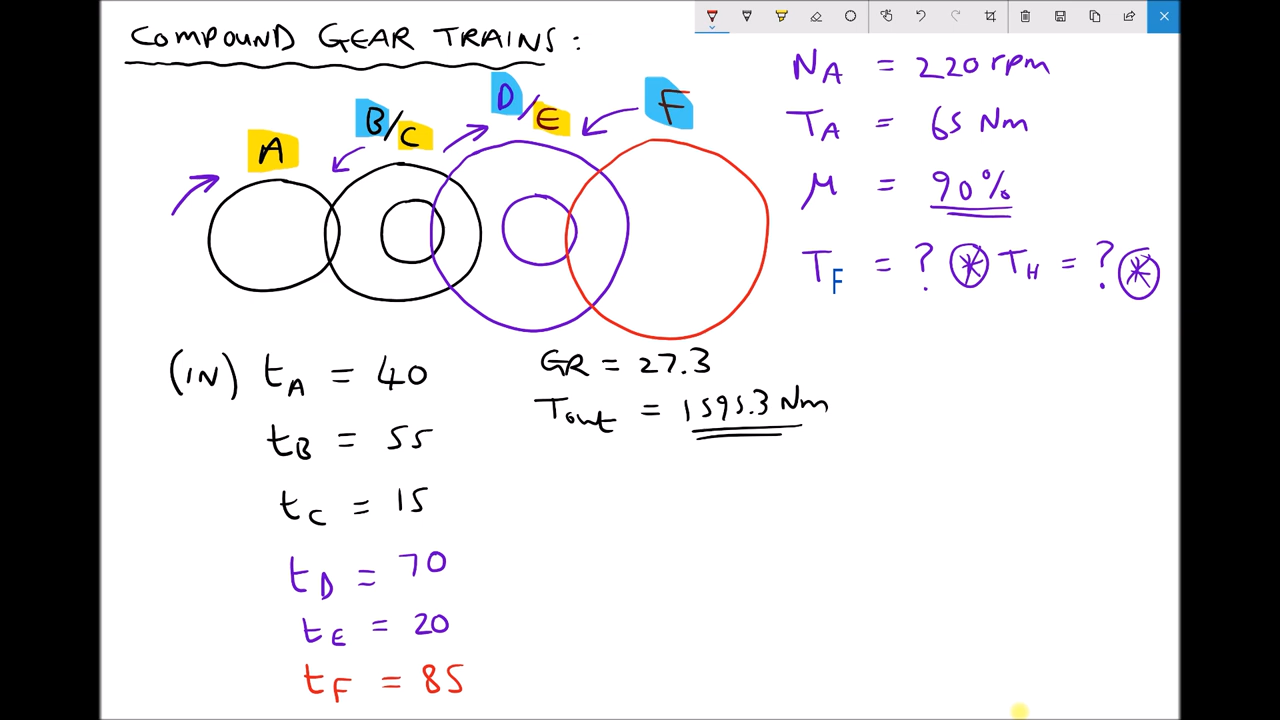 COMPOUND GEAR TRAINS :
A
B/C
D/E
F
NA = 220 rpm
TA = 65 Nm
μ = 90%
TF = ? * TH = ? *
(IN) tA = 40
tB = 55
tC = 15
tD = 70
tE = 20
tF = 85
GR = 27.3
Tout = 1595.3 Nm